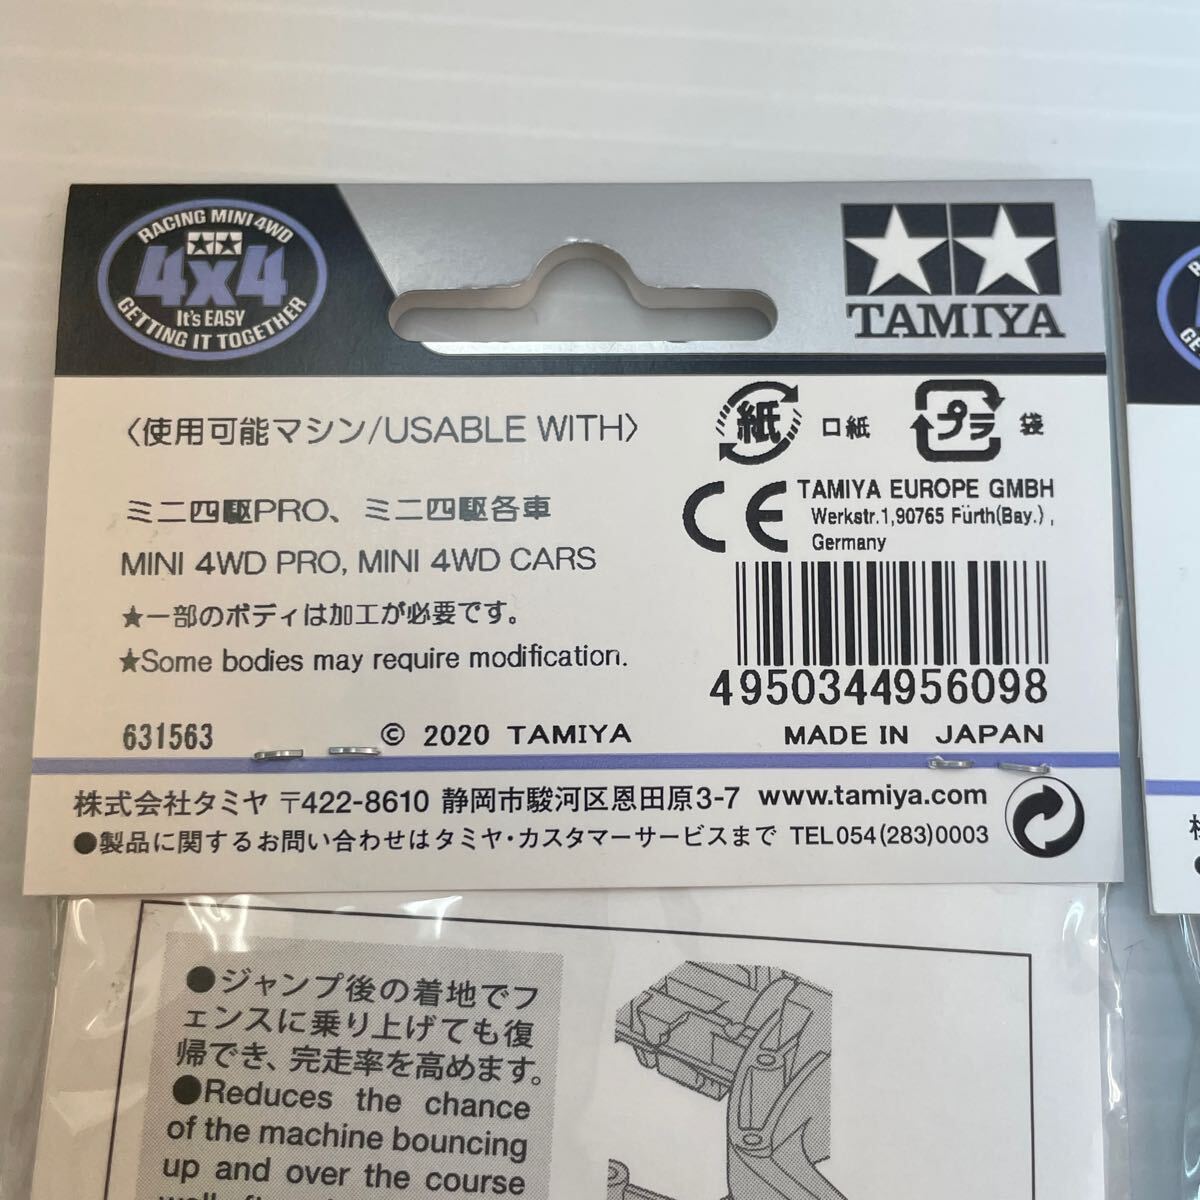 RACING MINI 4WD
4x4
It's EASY
GETTING IT TOGETHER
TAMIYA
〈使用可能マシン/USABLE WITH〉
ミニ四駆PRO、ミニ四駆各車
MINI 4WD PRO, MINI 4WD CARS
★一部のボディは加工が必要です。
★Some bodies may require modification.
紙 口紙
プラ 袋
CE TAMIYA EUROPE GMBH
Werkstr.1,90765 Fürth(Bay.),
Germany
4950344956098
631563 © 2020 TAMIYA MADE IN JAPAN
株式会社タミヤ 〒422-8610 静岡市駿河区恩田原3-7 www.tamiya.com
●製品に関するお問い合わせはタミヤ・カスタマーサービスまで TEL054(283)0003
●ジャンプ後の着地でフ
ェンスに乗り上げても復
帰でき、完走率を高めます。
●Reduces the chance
of the machine bouncing
up and over the course